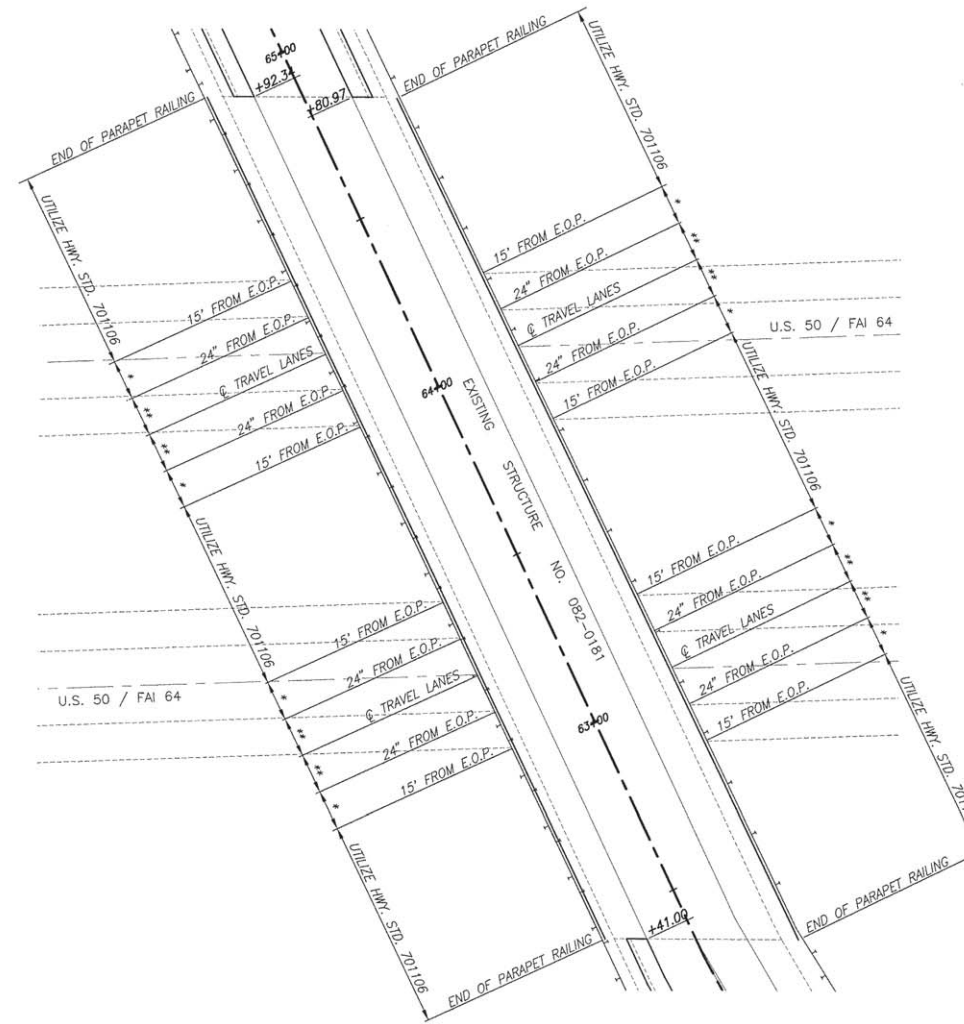 65+00
+92.34
+80.97
END OF PARAPET RAILING
END OF PARAPET RAILING
UTILIZE HWY. STD. 701106
UTILIZE HWY. STD. 701106
15' FROM E.O.P.
24" FROM E.O.P.
℄ TRAVEL LANES
24" FROM E.O.P.
15' FROM E.O.P.
*
**
**
*
15' FROM E.O.P.
24" FROM E.O.P.
℄ TRAVEL LANES
24" FROM E.O.P.
15' FROM E.O.P.
*
**
**
*
U.S. 50 / FAI 64
64+00
EXISTING STRUCTURE NO. 082-0181
UTILIZE HWY. STD. 701106
UTILIZE HWY. STD. 701106
15' FROM E.O.P.
24" FROM E.O.P.
℄ TRAVEL LANES
24" FROM E.O.P.
15' FROM E.O.P.
*
**
**
*
15' FROM E.O.P.
24" FROM E.O.P.
℄ TRAVEL LANES
24" FROM E.O.P.
15' FROM E.O.P.
*
**
**
*
U.S. 50 / FAI 64
63+00
UTILIZE HWY. STD. 701106
UTILIZE HWY. STD.
+41.00
END OF PARAPET RAILING
END OF PARAPET RAILING